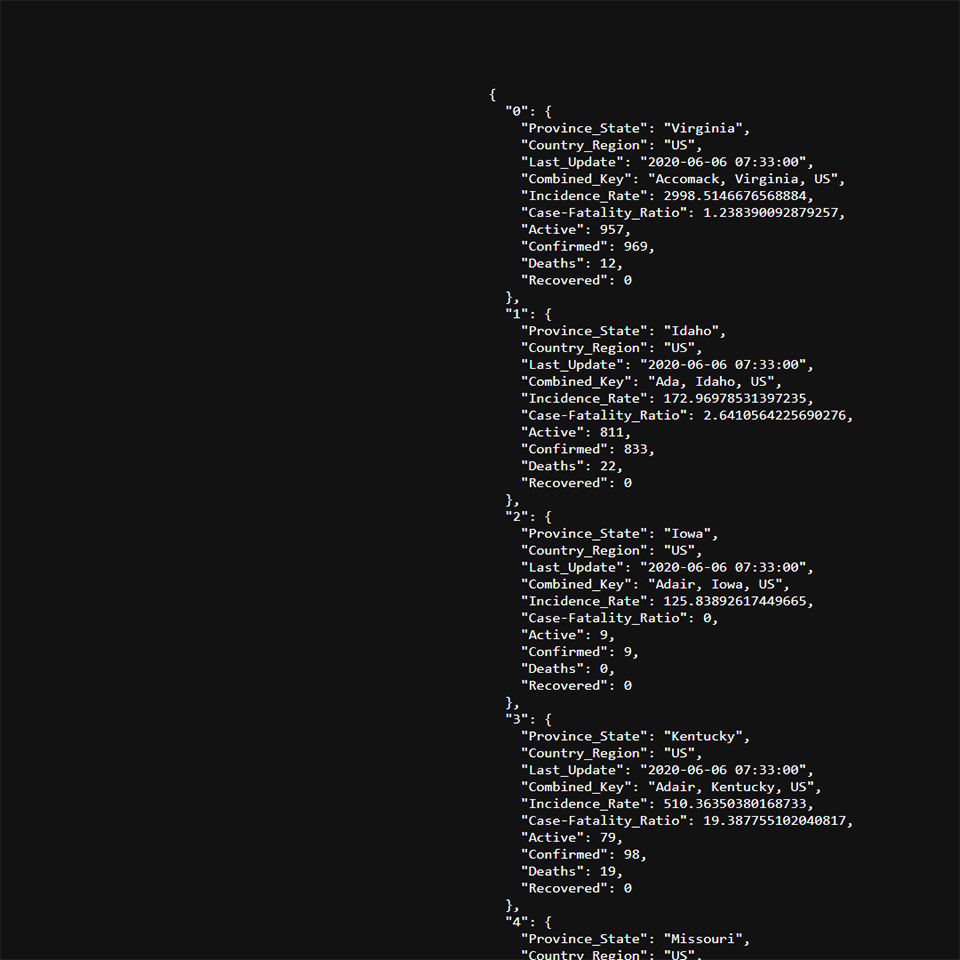 {
  "0": {
    "Province_State": "Virginia",
    "Country_Region": "US",
    "Last_Update": "2020-06-06 07:33:00",
    "Combined_Key": "Accomack, Virginia, US",
    "Incidence_Rate": 2998.5146676568884,
    "Case-Fatality_Ratio": 1.238390092879257,
    "Active": 957,
    "Confirmed": 969,
    "Deaths": 12,
    "Recovered": 0
  },
  "1": {
    "Province_State": "Idaho",
    "Country_Region": "US",
    "Last_Update": "2020-06-06 07:33:00",
    "Combined_Key": "Ada, Idaho, US",
    "Incidence_Rate": 172.96978531397235,
    "Case-Fatality_Ratio": 2.6410564225690276,
    "Active": 811,
    "Confirmed": 833,
    "Deaths": 22,
    "Recovered": 0
  },
  "2": {
    "Province_State": "Iowa",
    "Country_Region": "US",
    "Last_Update": "2020-06-06 07:33:00",
    "Combined_Key": "Adair, Iowa, US",
    "Incidence_Rate": 125.83892617449665,
    "Case-Fatality_Ratio": 0,
    "Active": 9,
    "Confirmed": 9,
    "Deaths": 0,
    "Recovered": 0
  },
  "3": {
    "Province_State": "Kentucky",
    "Country_Region": "US",
    "Last_Update": "2020-06-06 07:33:00",
    "Combined_Key": "Adair, Kentucky, US",
    "Incidence_Rate": 510.36350380168733,
    "Case-Fatality_Ratio": 19.387755102040817,
    "Active": 79,
    "Confirmed": 98,
    "Deaths": 19,
    "Recovered": 0
  },
  "4": {
    "Province_State": "Missouri",
    "Country_Region": "US",